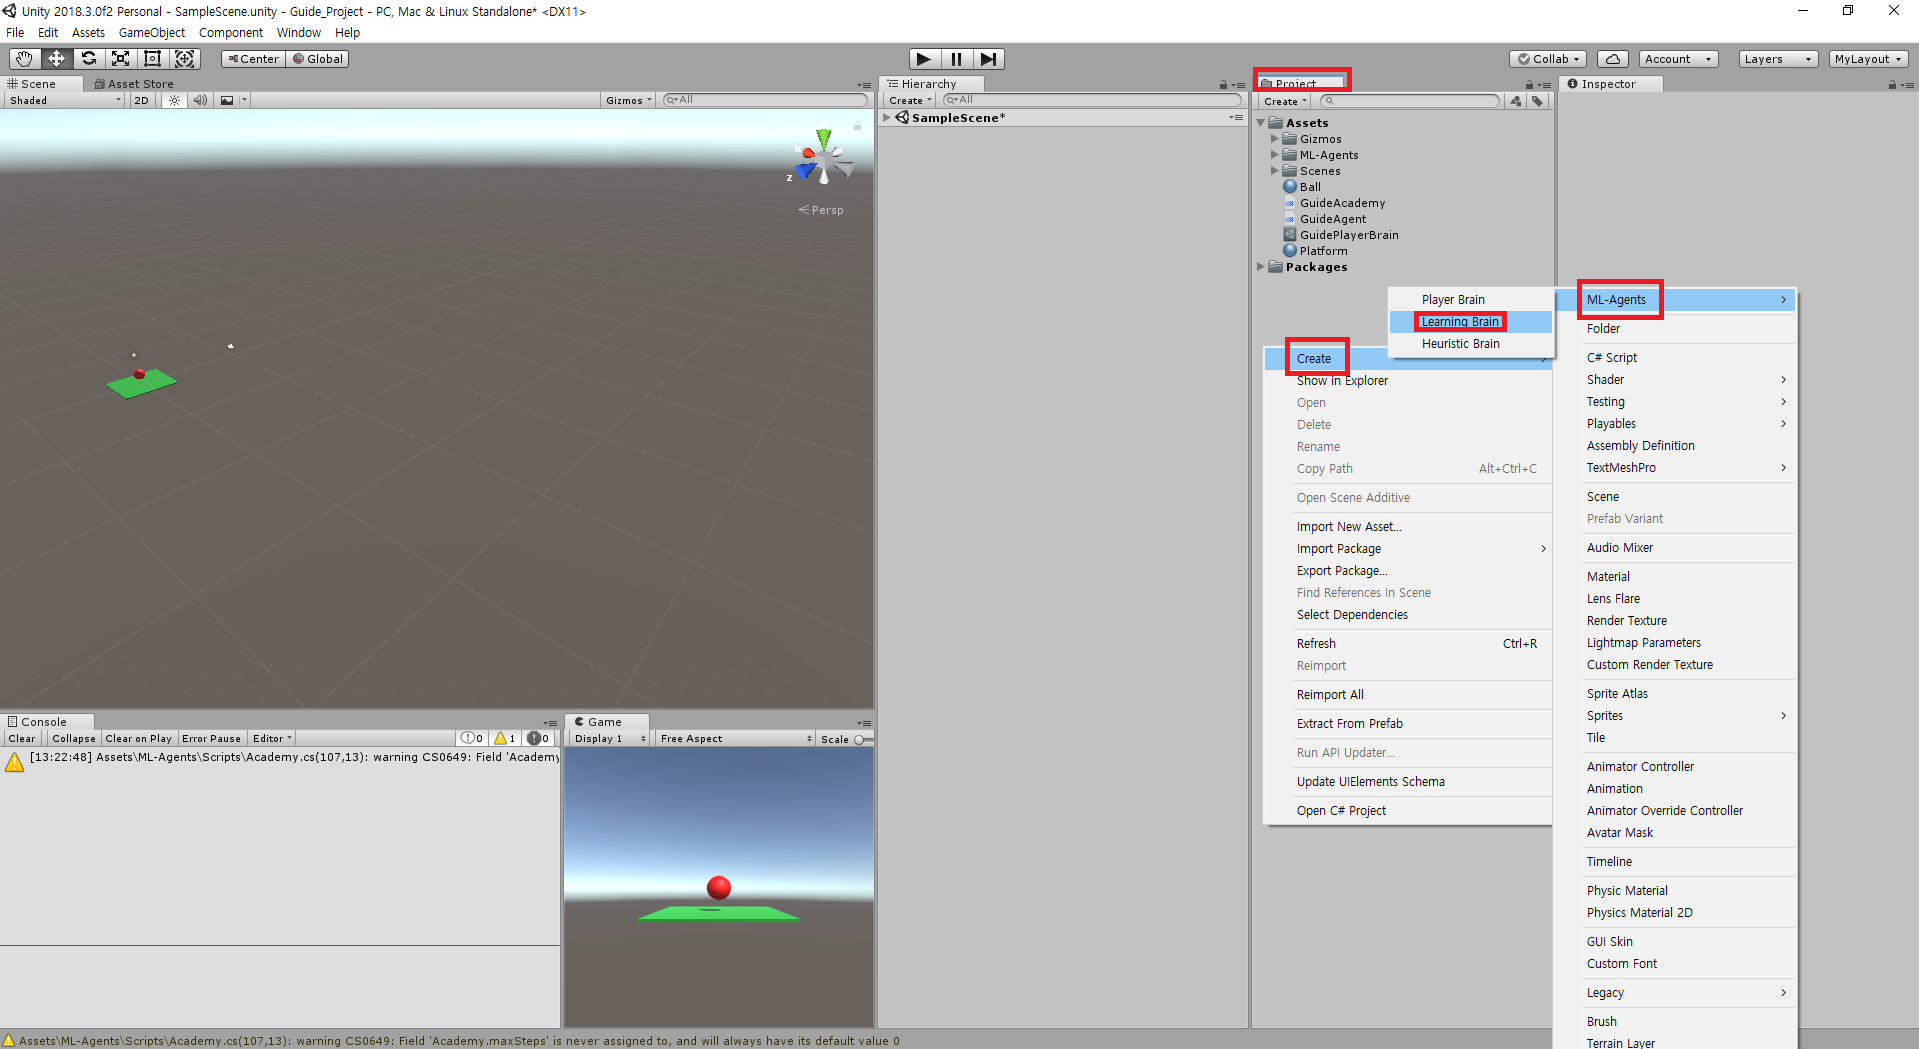 Unity 2018.3.0f2 Personal - SampleScene.unity - Guide_Project - PC, Mac & Linux Standalone* <DX11>
File Edit Assets GameObject Component Window Help
Center Global Collab Account Layers MyLayout
Scene Asset Store
Shaded 2D Gizmos All
Persp
x
z
Hierarchy
Create All
SampleScene*
Project
Create
Assets
Gizmos
ML-Agents
Scenes
Ball
GuideAcademy
GuideAgent
GuidePlayerBrain
Platform
Packages
Inspector
Player Brain
Learning Brain
Heuristic Brain
Create
Show in Explorer
Open
Delete
Rename
Copy Path Alt+Ctrl+C
Open Scene Additive
Import New Asset...
Import Package
Export Package...
Find References In Scene
Select Dependencies
Refresh Ctrl+R
Reimport
Reimport All
Extract From Prefab
Run API Updater...
Update UIElements Schema
Open C# Project
ML-Agents
Folder
C# Script
Shader
Testing
Playables
Assembly Definition
TextMeshPro
Scene
Prefab Variant
Audio Mixer
Material
Lens Flare
Render Texture
Lightmap Parameters
Custom Render Texture
Sprite Atlas
Sprites
Tile
Animator Controller
Animation
Animator Override Controller
Avatar Mask
Timeline
Physic Material
Physics Material 2D
GUI Skin
Custom Font
Legacy
Brush
Terrain Layer
Console
Clear Collapse Clear on Play Error Pause Editor 0 1 0
[13:22:48] Assets\ML-Agents\Scripts\Academy.cs(107,13): warning CS0649: Field 'Academy
Game
Display 1 Free Aspect Scale
Assets\ML-Agents\Scripts\Academy.cs(107,13): warning CS0649: Field 'Academy.maxSteps' is never assigned to, and will always have its default value 0